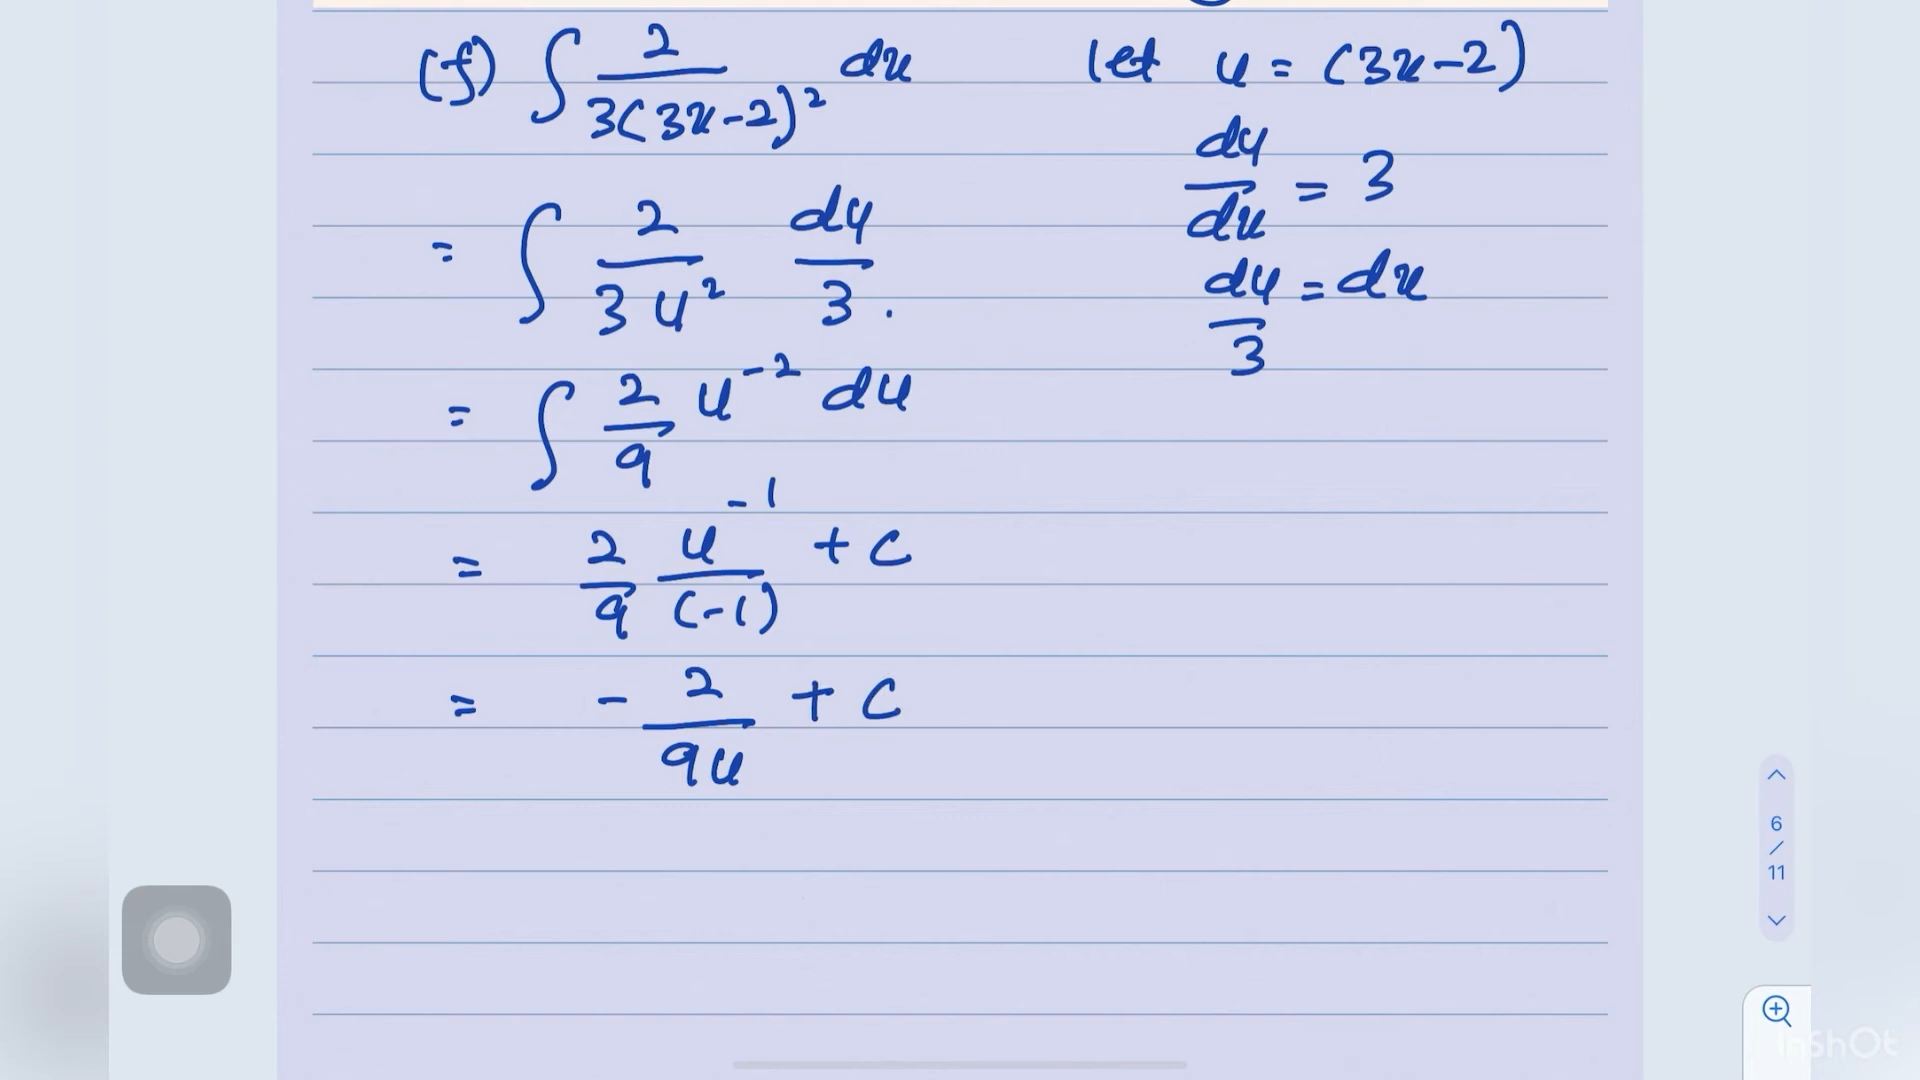 (f) ∫ 2/3(3x-2)² dx let u = (3x-2)
du/dx = 3
= ∫ 2/3u² du/3.
du/3 = dx
= ∫ 2/9 u⁻² du
= 2/9 u⁻¹/(-1) + c
= - 2/9u + c
6
/
11
InShOt